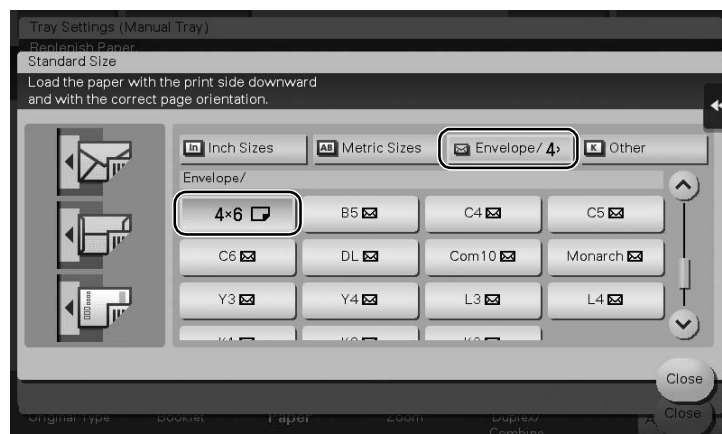 Tray Settings (Manual Tray)
Replenish Paper.
Standard Size
Load the paper with the print side downward
and with the correct page orientation.
In Inch Sizes
AB Metric Sizes
Envelope/ 4›
K Other
Envelope/
4×6
B5
C4
C5
C6
DL
Com10
Monarch
Y3
Y4
L3
L4
Close
Original Type
Booklet
Paper
Zoom
Duplex/
Combine
Close